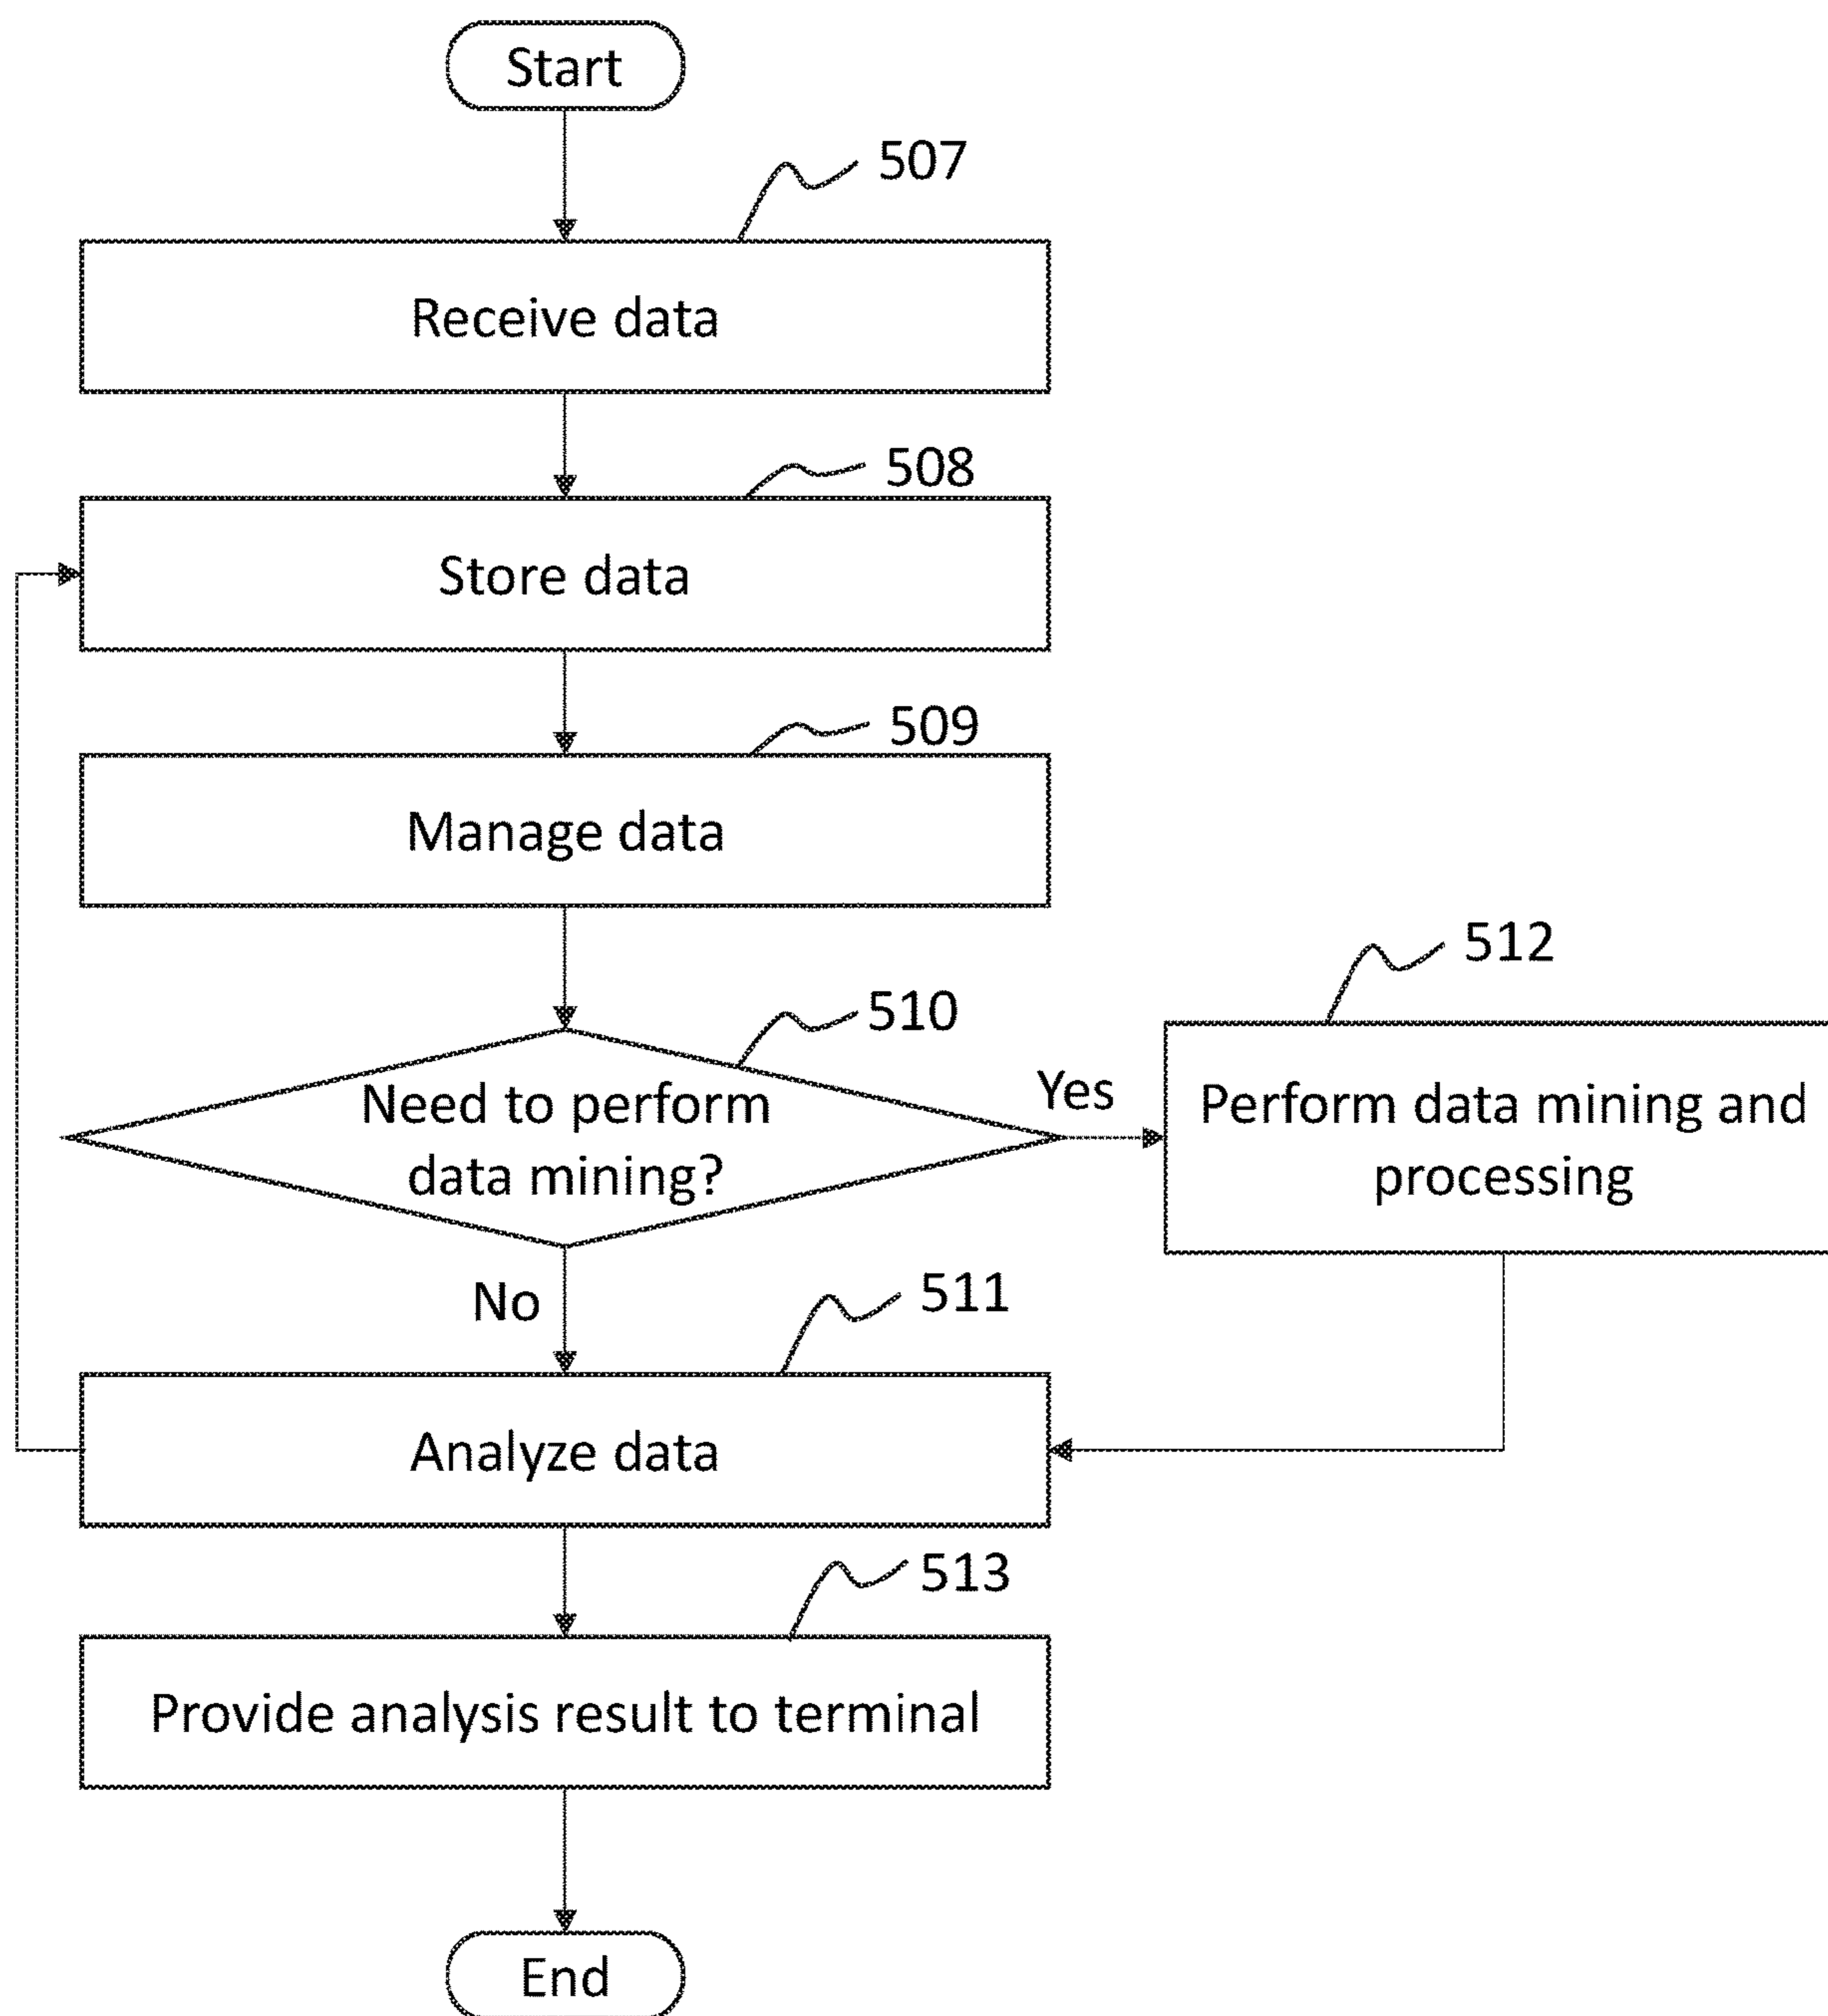 Start
507
Receive data
508
Store data
509
Manage data
510
Need to perform
data mining?
Yes
512
Perform data mining and
processing
No
511
Analyze data
513
Provide analysis result to terminal
End